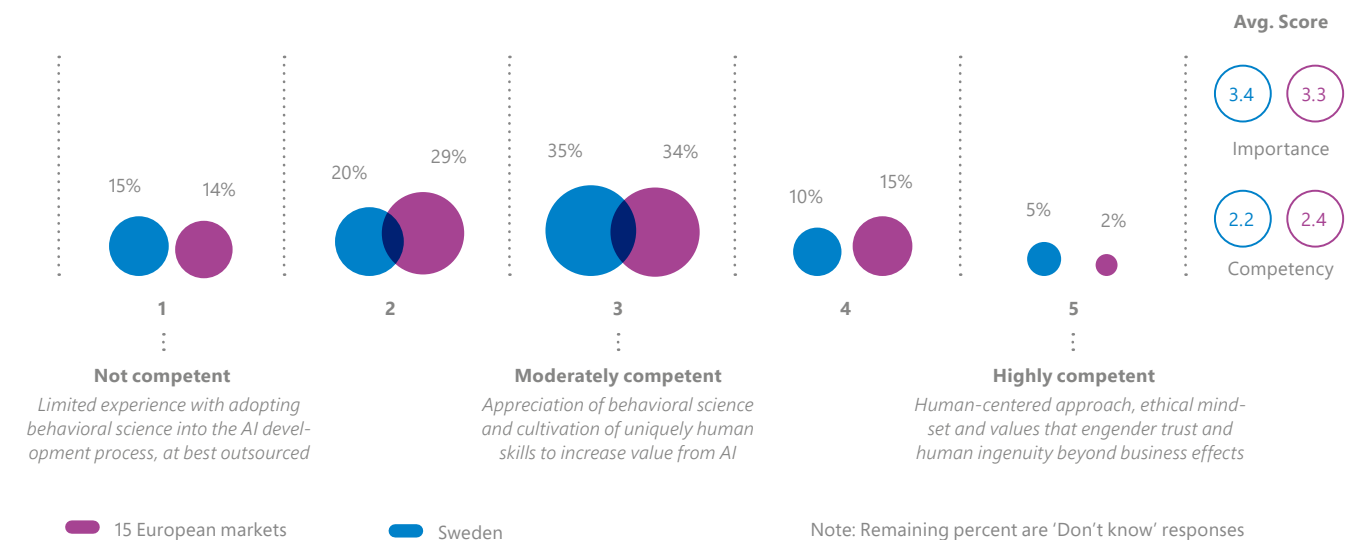 Avg. Score
3.4 3.3
Importance
2.2 2.4
Competency
15% 14% 20% 29% 35% 34% 10% 15% 5% 2%
1 2 3 4 5
Not competent
Limited experience with adopting
behavioral science into the AI devel-
opment process, at best outsourced
Moderately competent
Appreciation of behavioral science
and cultivation of uniquely human
skills to increase value from AI
Highly competent
Human-centered approach, ethical mind-
set and values that engender trust and
human ingenuity beyond business effects
15 European markets
Sweden
Note: Remaining percent are ‘Don’t know’ responses